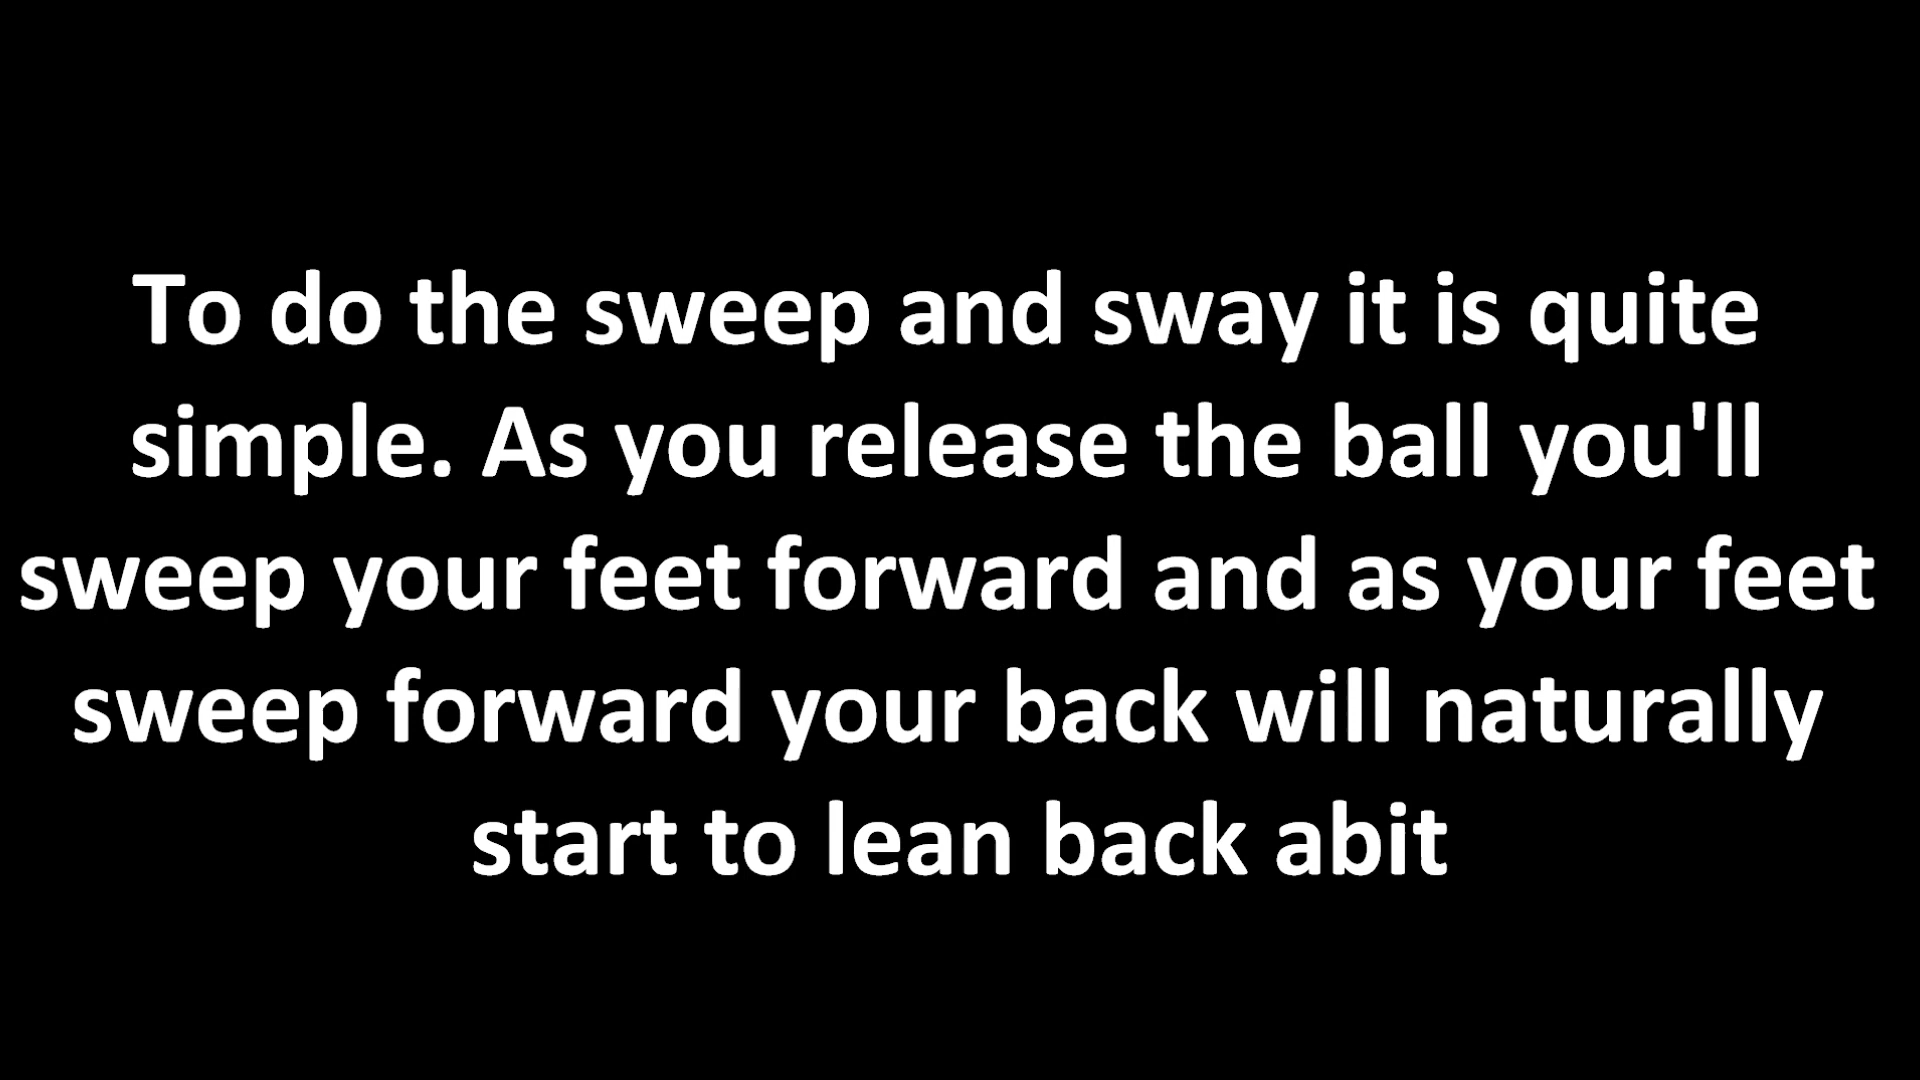 To do the sweep and sway it is quite
simple. As you release the ball you'll
sweep your feet forward and as your feet
sweep forward your back will naturally
start to lean back abit